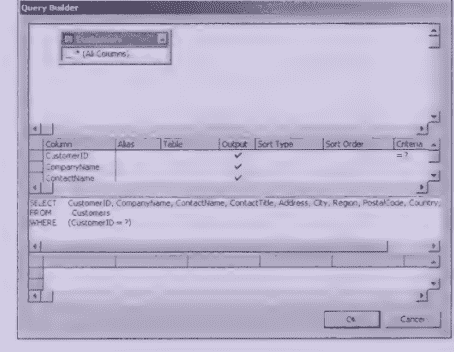 Query Builder
* (All Columns)
Column Alias Table Output Sort Type Sort Order Criteria
CustomerID = ?
CompanyName
ContactName
SELECT CustomerID, CompanyName, ContactName, ContactTitle, Address, City, Region, PostalCode, Country,
FROM Customers
WHERE (CustomerID = ?)
Ok Cancel